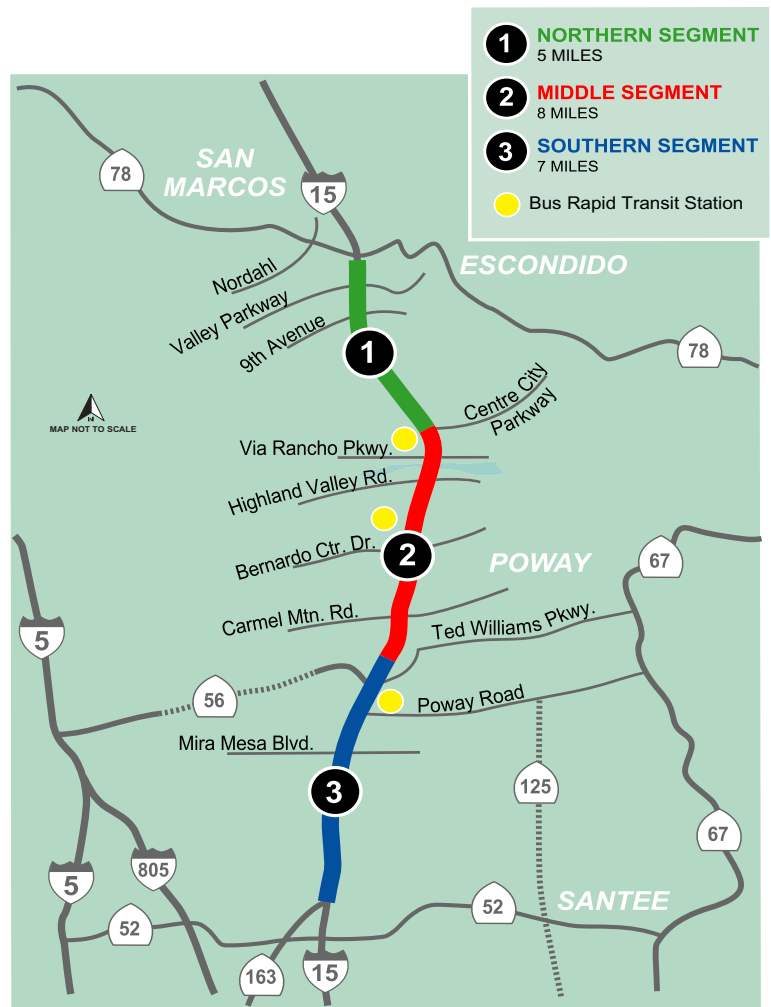 1 NORTHERN SEGMENT
5 MILES
2 MIDDLE SEGMENT
8 MILES
3 SOUTHERN SEGMENT
7 MILES
Bus Rapid Transit Station
SAN
MARCOS
78
15
ESCONDIDO
Nordahl
Valley Parkway
9th Avenue
78
1
Centre City
Parkway
N
MAP NOT TO SCALE
Via Rancho Pkwy.
Highland Valley Rd.
Bernardo Ctr. Dr.
2
POWAY
67
Carmel Mtn. Rd.
Ted Williams Pkwy.
5
56
Poway Road
Mira Mesa Blvd.
3
125
67
805
5
SANTEE
52
52
163
15